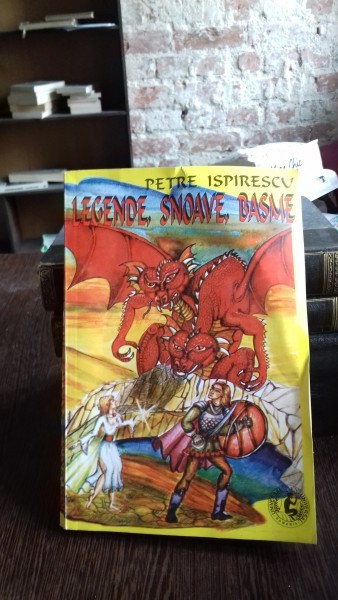 PETRE ISPIRESCU
LEGENDE, SNOAVE, BASME